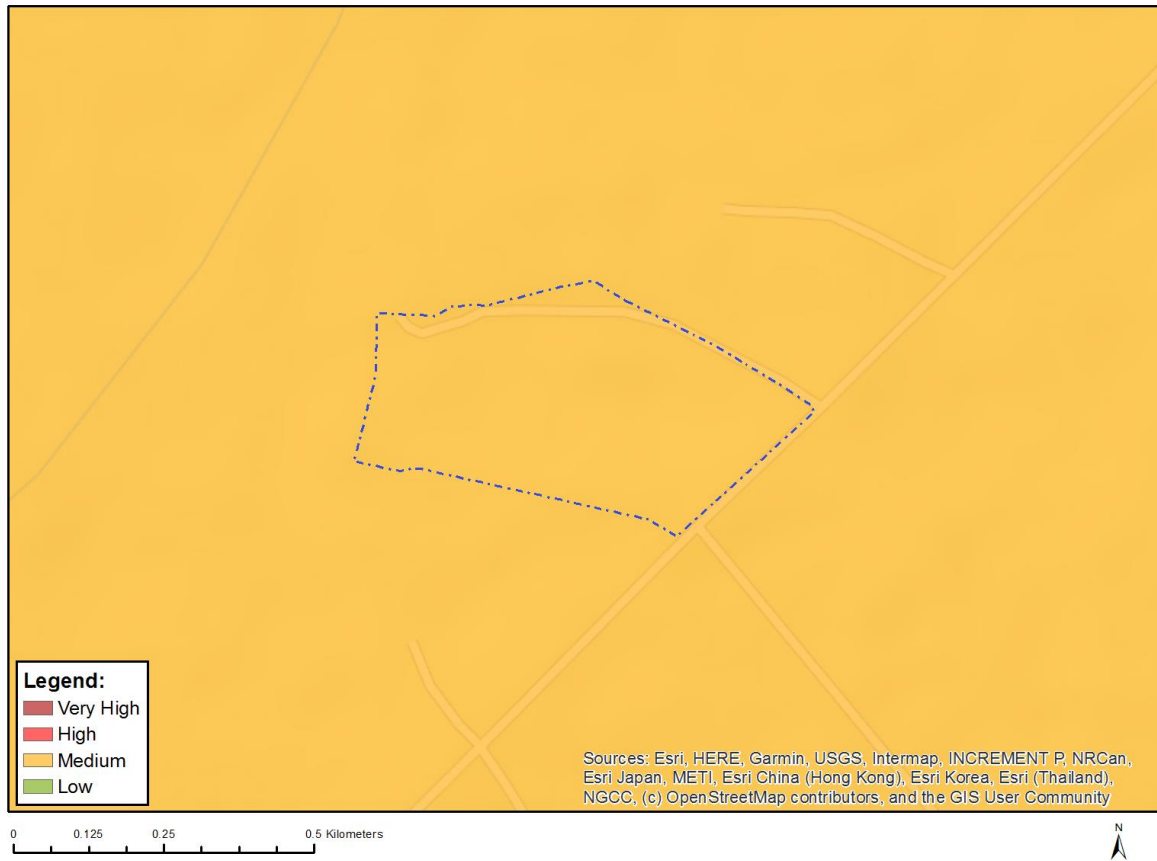 Legend:
Very High
High
Medium
Low
Sources: Esri, HERE, Garmin, USGS, Intermap, INCREMENT P, NRCan,
Esri Japan, METI, Esri China (Hong Kong), Esri Korea, Esri (Thailand),
NGCC, (c) OpenStreetMap contributors, and the GIS User Community
0 0.125 0.25 0.5 Kilometers
N